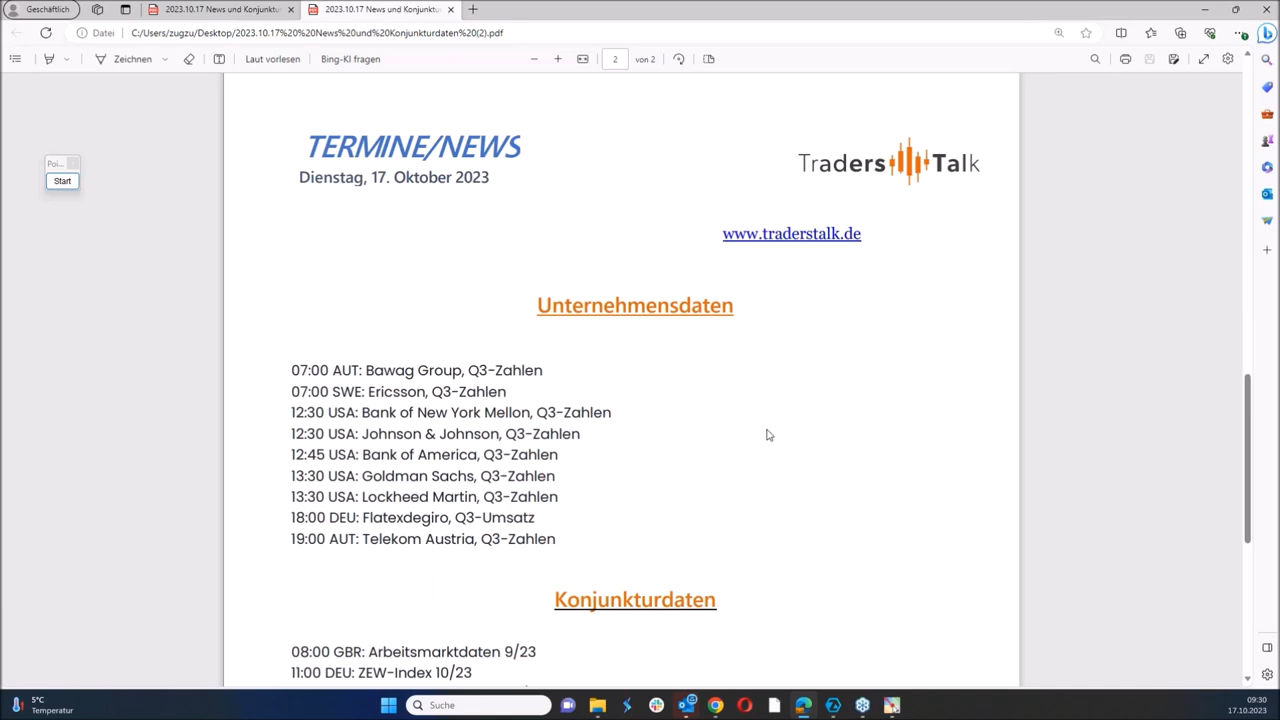 Geschäftlich
2023.10.17 News und Konjunktur
2023.10.17 News und Konjunktur
Datei
C:/Users/zugzu/Desktop/2023.10.17%20%20News%20und%20Konjunkturdaten%20(2).pdf
Zeichnen
Laut vorlesen
Bing-KI fragen
2 von 2
TERMINE/NEWS
Dienstag, 17. Oktober 2023
Traders Talk
www.traderstalk.de
Poi...
Start
Unternehmensdaten
07:00 AUT: Bawag Group, Q3-Zahlen
07:00 SWE: Ericsson, Q3-Zahlen
12:30 USA: Bank of New York Mellon, Q3-Zahlen
12:30 USA: Johnson & Johnson, Q3-Zahlen
12:45 USA: Bank of America, Q3-Zahlen
13:30 USA: Goldman Sachs, Q3-Zahlen
13:30 USA: Lockheed Martin, Q3-Zahlen
18:00 DEU: Flatexdegiro, Q3-Umsatz
19:00 AUT: Telekom Austria, Q3-Zahlen
Konjunkturdaten
08:00 GBR: Arbeitsmarktdaten 9/23
11:00 DEU: ZEW-Index 10/23
5°C
Temperatur
Suche
09:30
17.10.2023